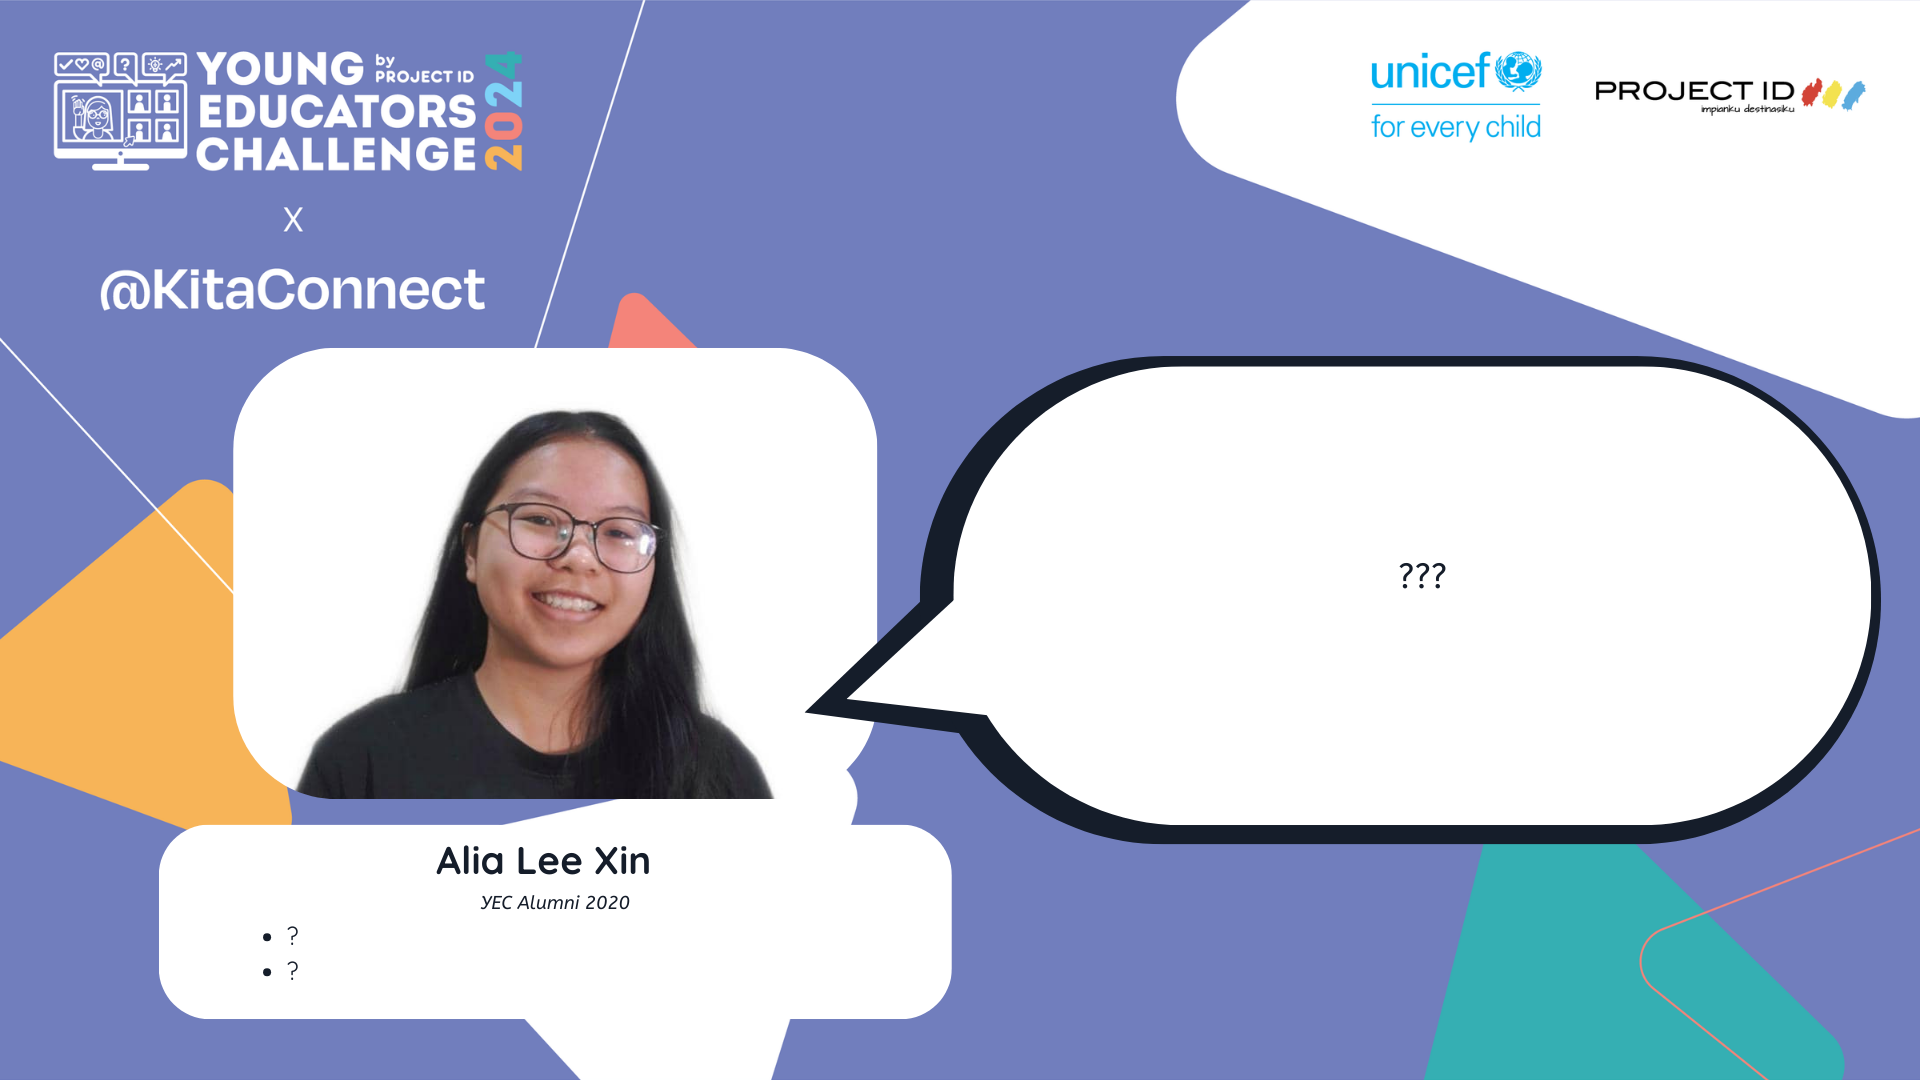 YOUNG by PROJECT ID
EDUCATORS
CHALLENGE
2024
X
@KitaConnect
unicef
for every child
PROJECT ID
impianku destinasiku
???
Alia Lee Xin
YEC Alumni 2020
• ?
• ?